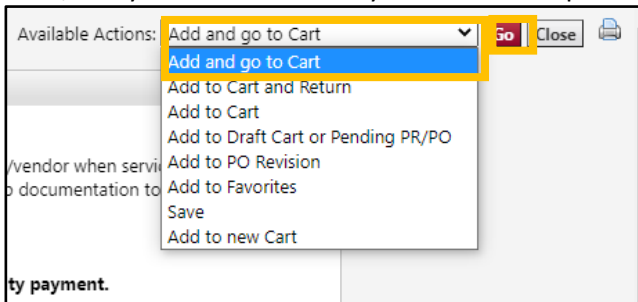 Available Actions: Add and go to Cart Go Close
Add and go to Cart
Add to Cart and Return
Add to Cart
Add to Draft Cart or Pending PR/PO
/vendor when servi
Add to PO Revision
documentation to
Add to Favorites
Save
Add to new Cart
ty payment.